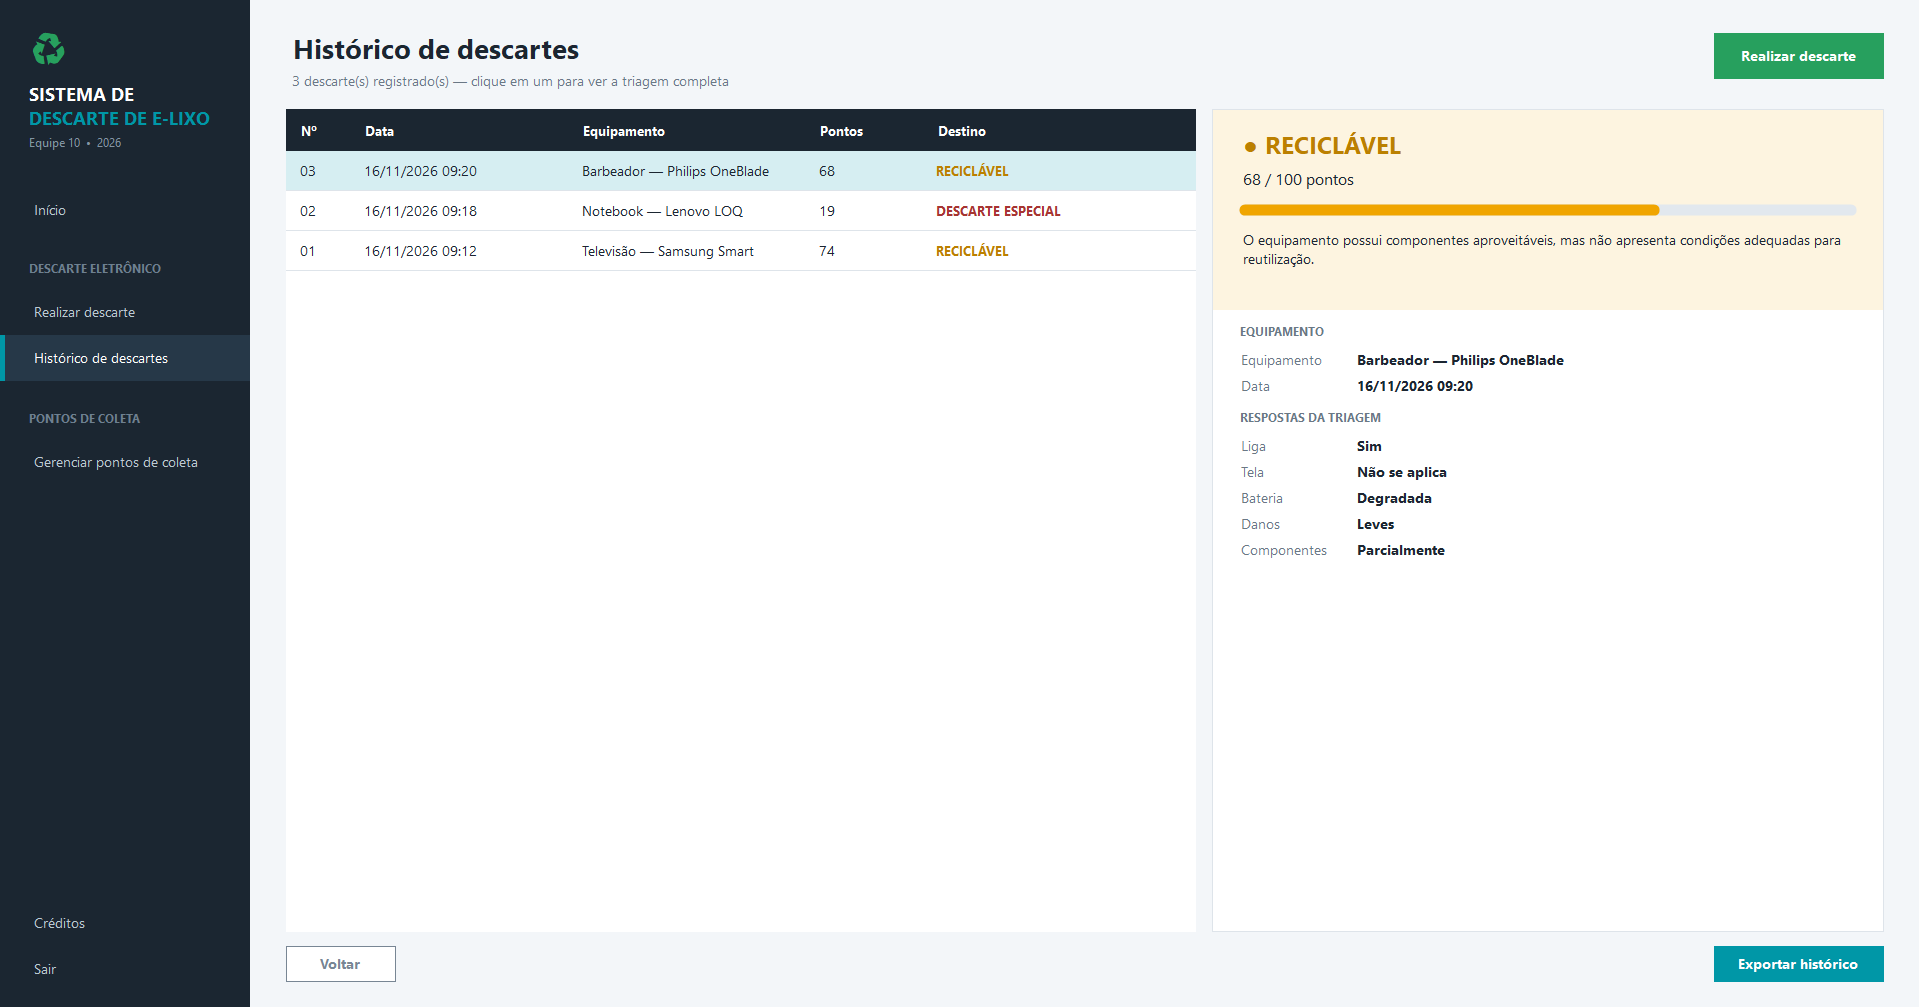 SISTEMA DE
DESCARTE DE E-LIXO
Equipe 10 • 2026
Início
DESCARTE ELETRÔNICO
Realizar descarte
Histórico de descartes
PONTOS DE COLETA
Gerenciar pontos de coleta
Créditos
Sair
Histórico de descartes
3 descarte(s) registrado(s) — clique em um para ver a triagem completa
Realizar descarte
Nº Data Equipamento Pontos Destino
03 16/11/2026 09:20 Barbeador — Philips OneBlade 68 RECICLÁVEL
02 16/11/2026 09:18 Notebook — Lenovo LOQ 19 DESCARTE ESPECIAL
01 16/11/2026 09:12 Televisão — Samsung Smart 74 RECICLÁVEL
● RECICLÁVEL
68 / 100 pontos
O equipamento possui componentes aproveitáveis, mas não apresenta condições adequadas para
reutilização.
EQUIPAMENTO
Equipamento Barbeador — Philips OneBlade
Data 16/11/2026 09:20
RESPOSTAS DA TRIAGEM
Liga Sim
Tela Não se aplica
Bateria Degradada
Danos Leves
Componentes Parcialmente
Voltar
Exportar histórico